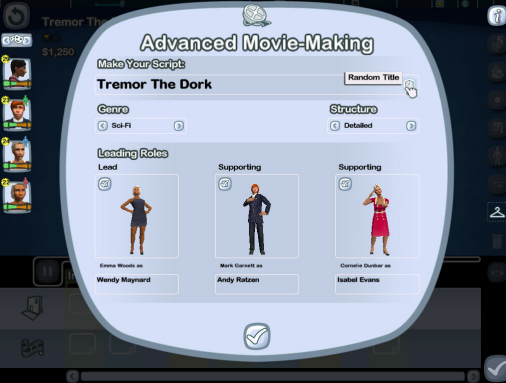 Tremor The
$1,250
Advanced Movie-Making
Make Your Script:
Tremor The Dork
Random Title
Genre
Structure
Sci-Fi
Detailed
Leading Roles
Lead
Supporting
Supporting
Emma Woods as
Mark Garnett as
Cornelie Dunbar as
Wendy Maynard
Andy Ratzen
Isabel Evans